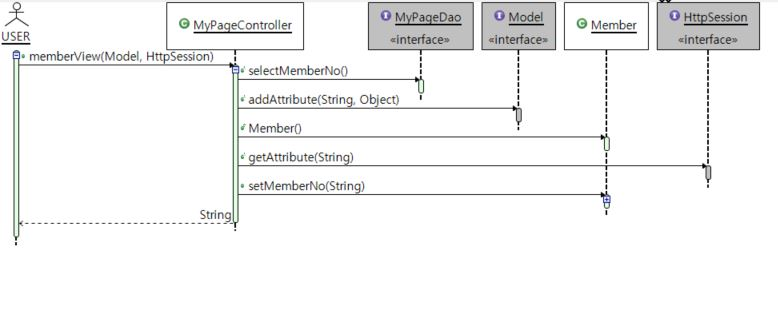 USER
C MyPageController
I MyPageDao
«interface»
I Model
«interface»
C Member
I HttpSession
«interface»
memberView(Model, HttpSession)
selectMemberNo()
addAttribute(String, Object)
Member()
getAttribute(String)
setMemberNo(String)
String